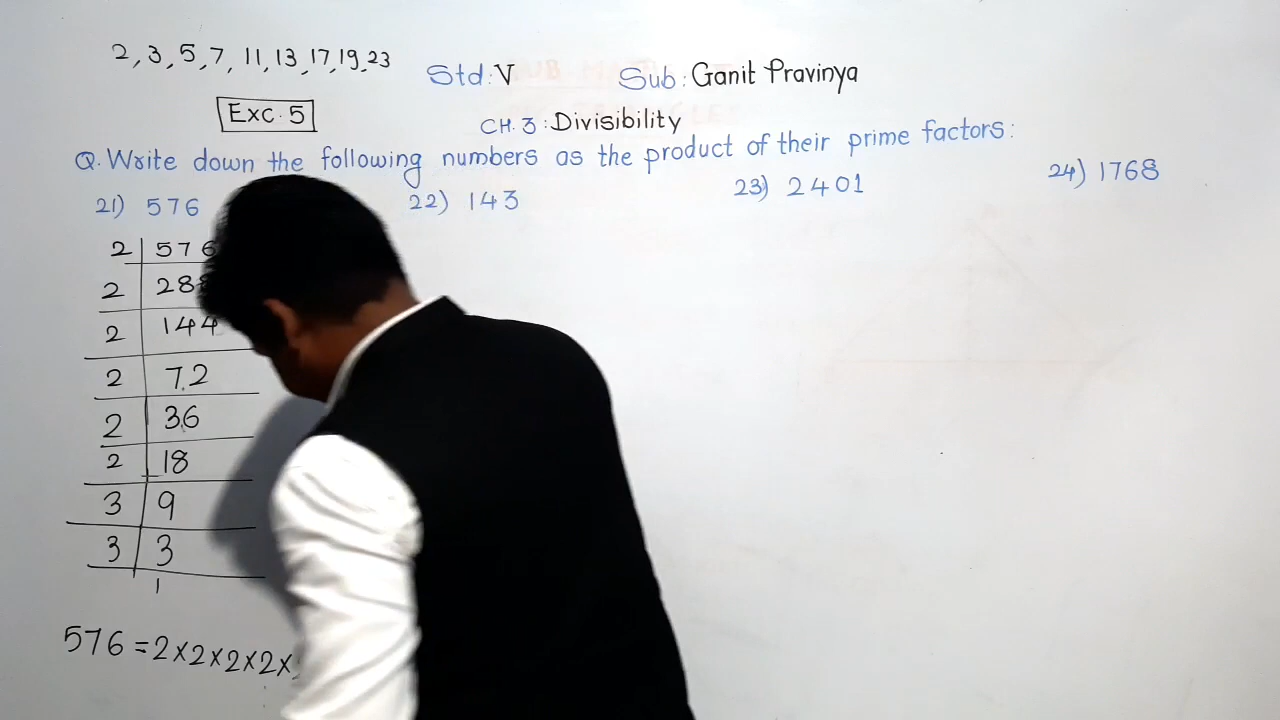 2, 3, 5, 7, 11, 13, 17, 19, 23
Std: V Sub: Ganit Pravinya
Exc. 5
CH. 3: Divisibility
Q. Write down the following numbers as the product of their prime factors:
21) 576 22) 143 23) 2401 24) 1768
2 576
2 28
2 144
2 72
2 36
2 18
3 9
3 3
1
576 = 2×2×2×2×